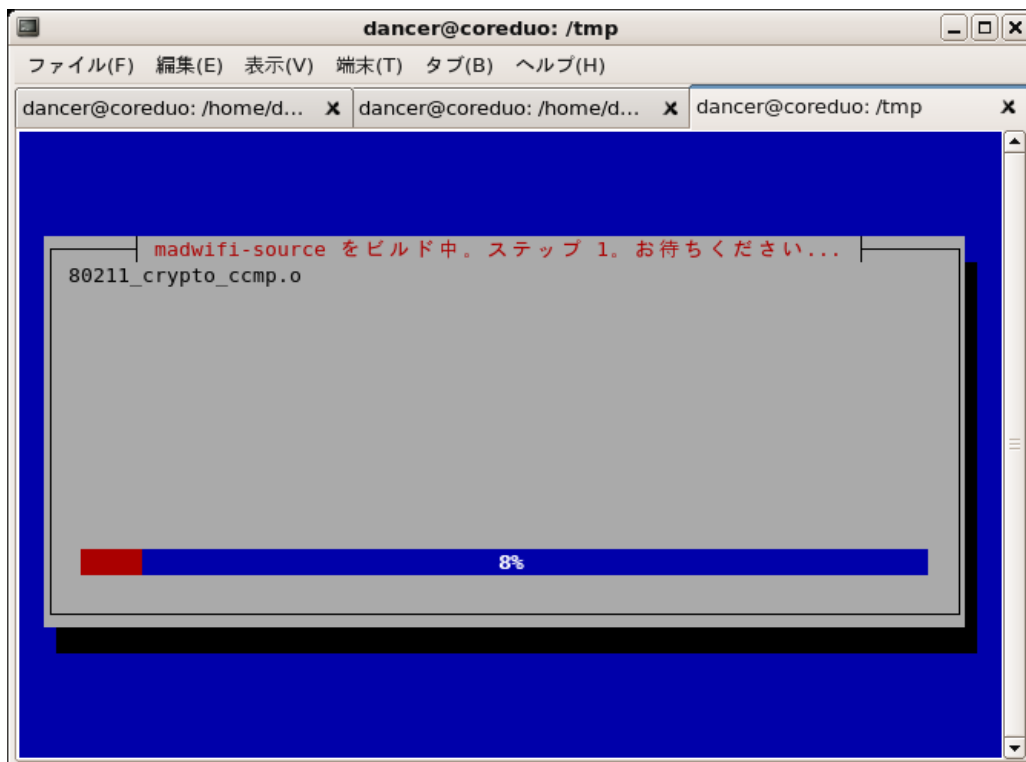 dancer@coreduo: /tmp
ファイル(F) 編集(E) 表示(V) 端末(T) タブ(B) ヘルプ(H)
dancer@coreduo: /home/d... dancer@coreduo: /home/d... dancer@coreduo: /tmp
madwifi-source をビルド中。ステップ 1。お待ちください...
80211_crypto_ccmp.o
8%